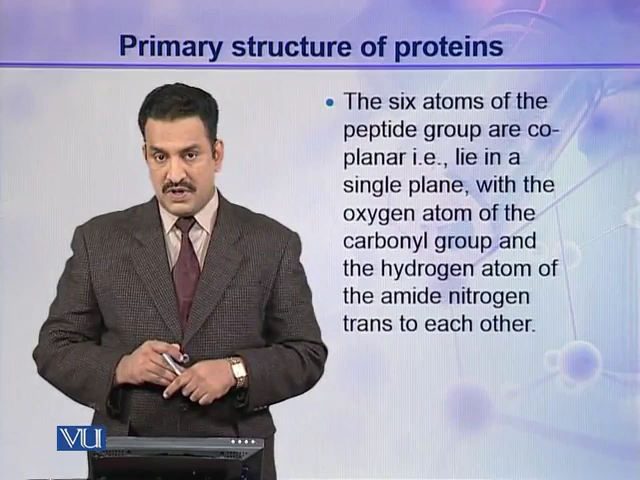 Primary structure of proteins
• The six atoms of the
peptide group are co-
planar i.e., lie in a
single plane, with the
oxygen atom of the
carbonyl group and
the hydrogen atom of
the amide nitrogen
trans to each other.
VU